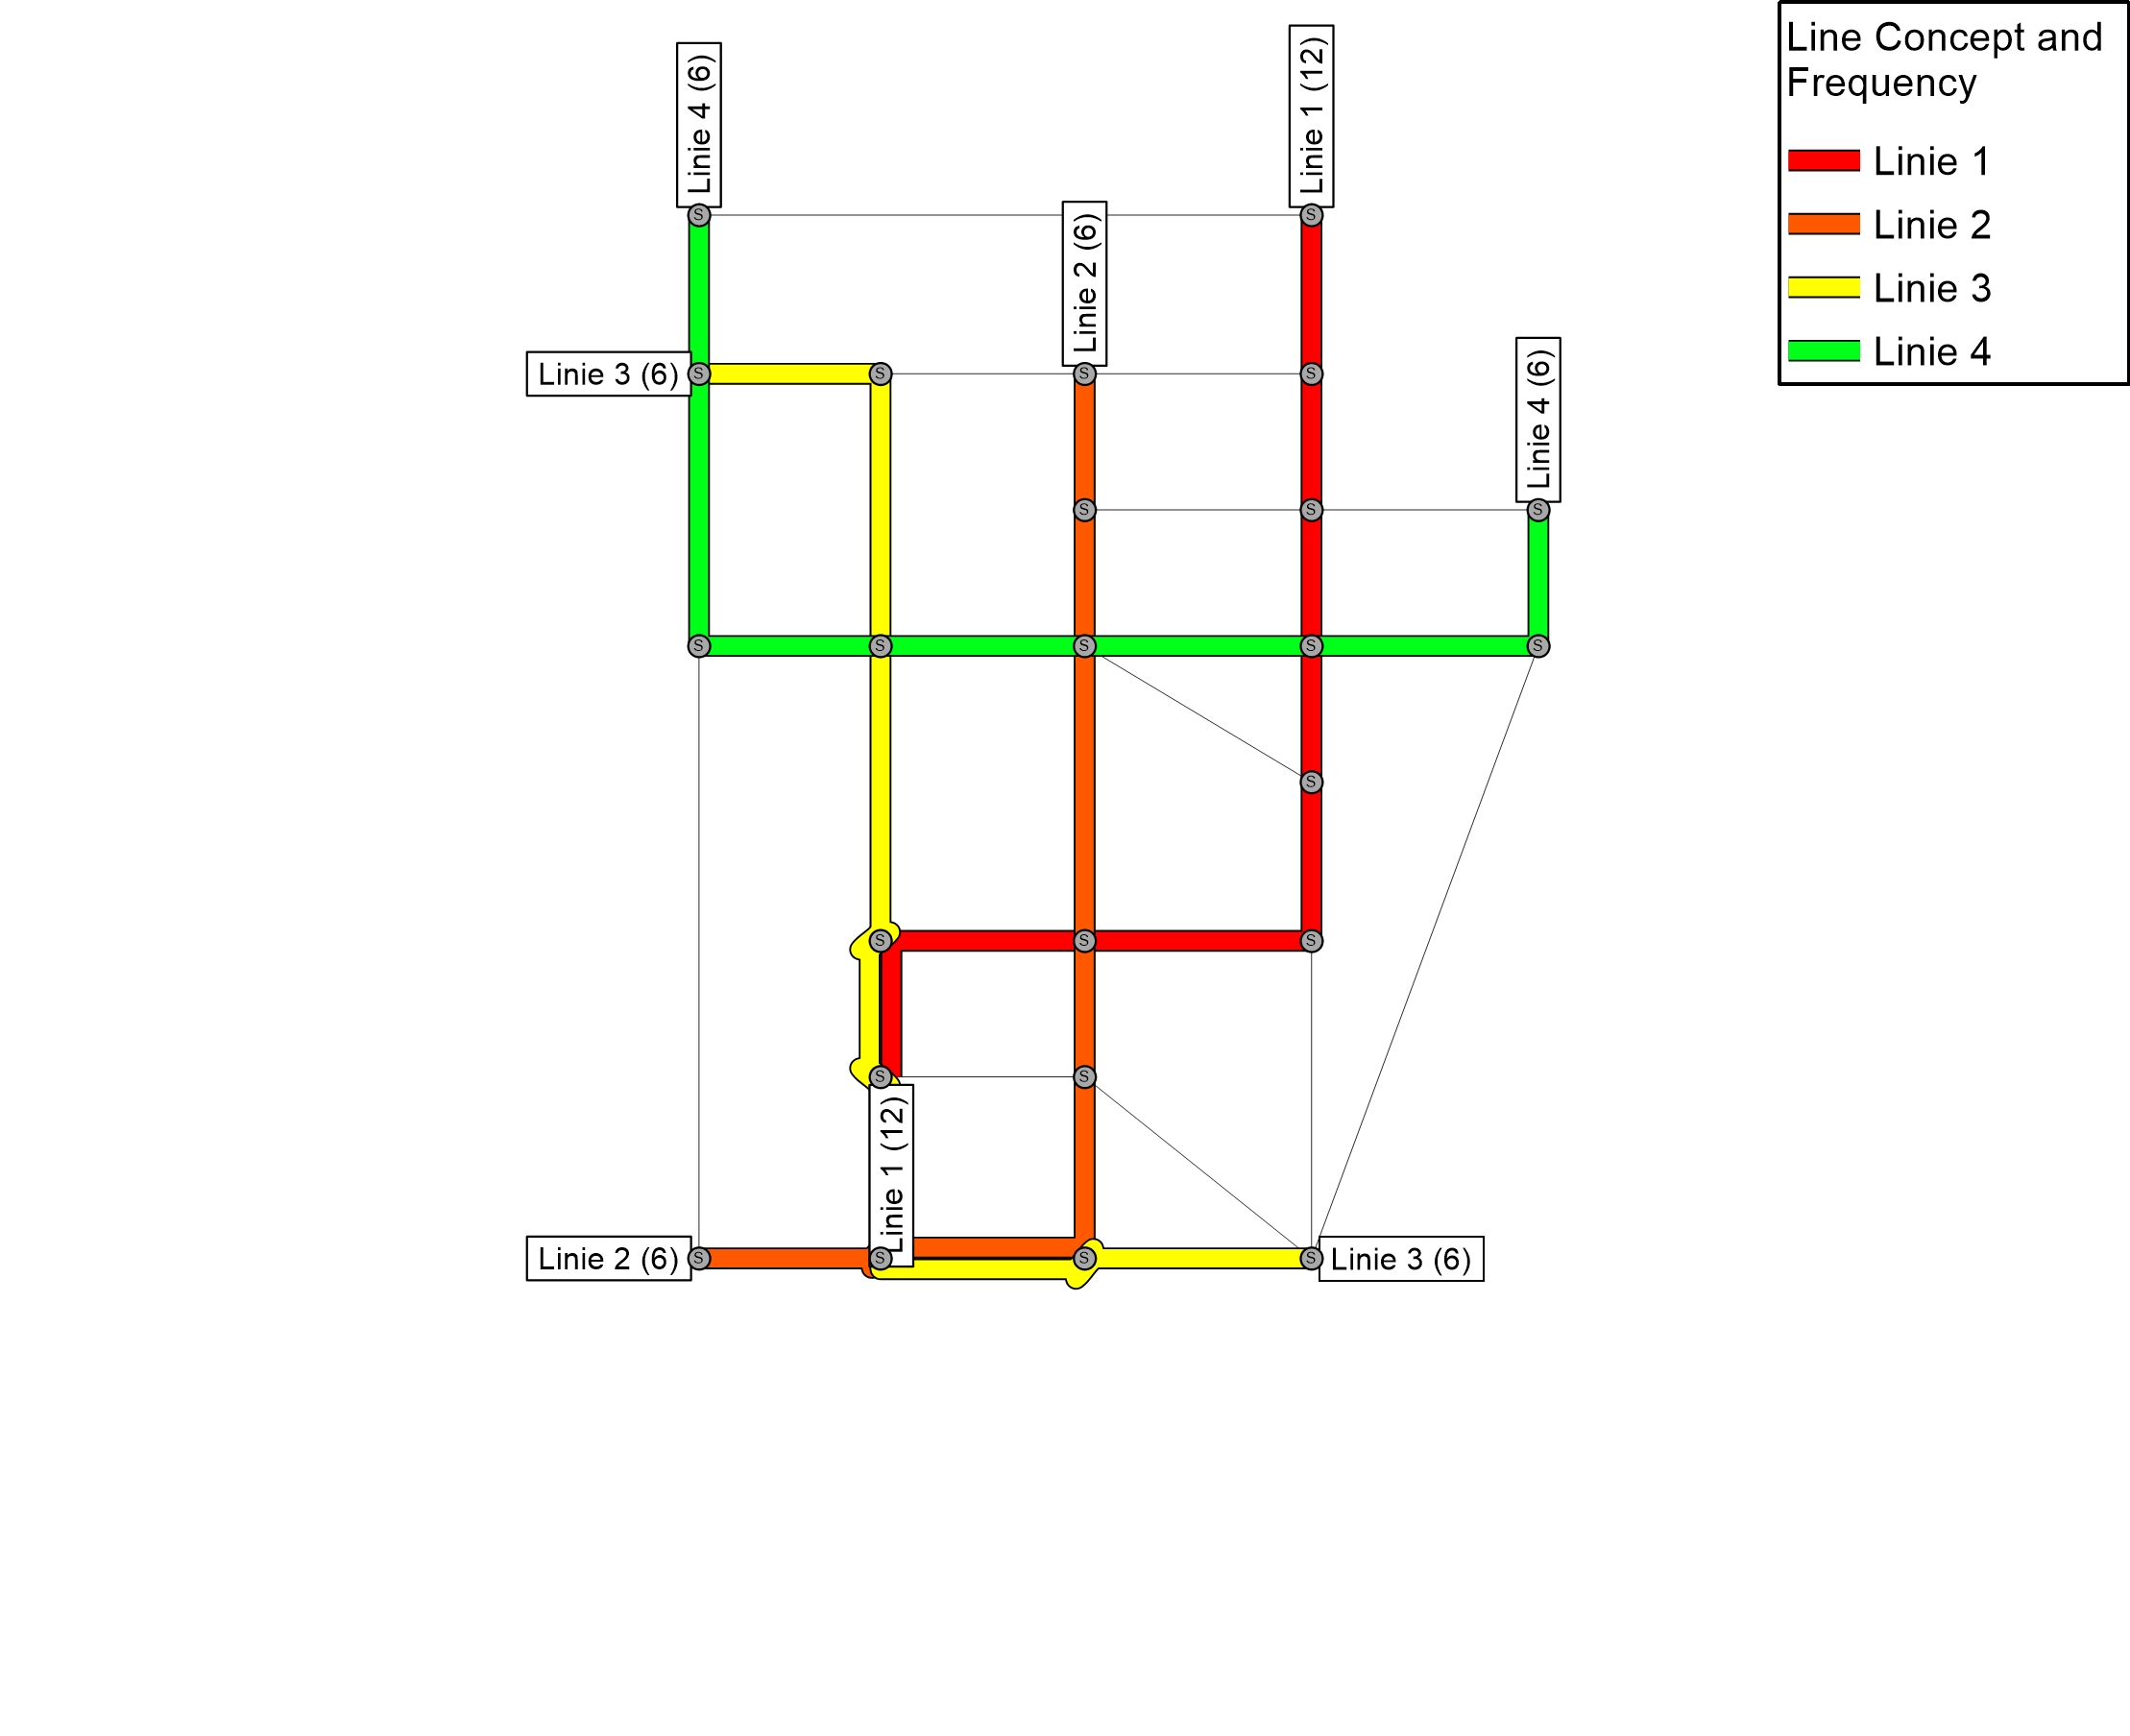 Line Concept and
Frequency
Linie 1
Linie 2
Linie 3
Linie 4
Linie 4 (6)
Linie 1 (12)
Linie 2 (6)
Linie 3 (6)
Linie 4 (6)
S S
S S S S
S S S
S S S S S
S
S S S
S S
Linie 1 (12)
Linie 2 (6)
S S S S
Linie 3 (6)